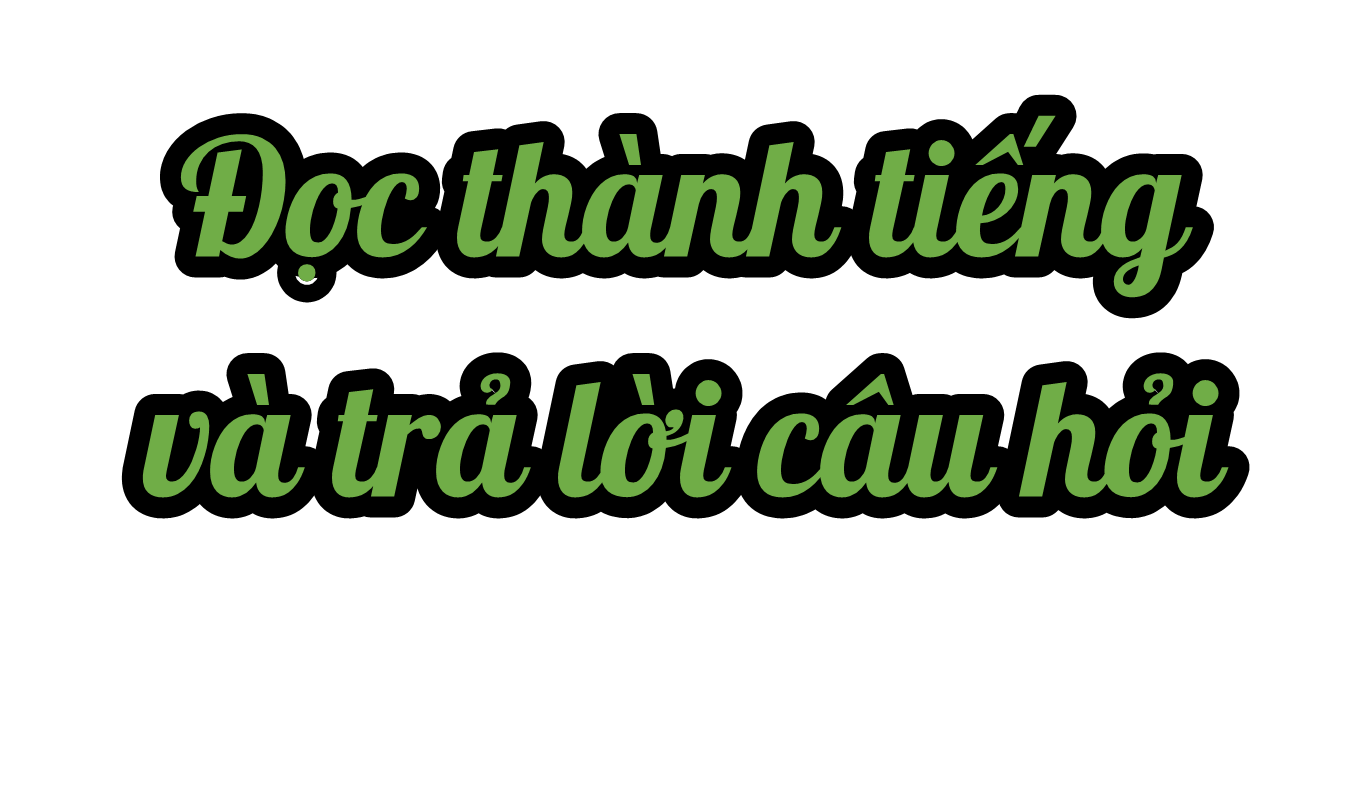 Đọc thành tiếng
và trả lời câu hỏi